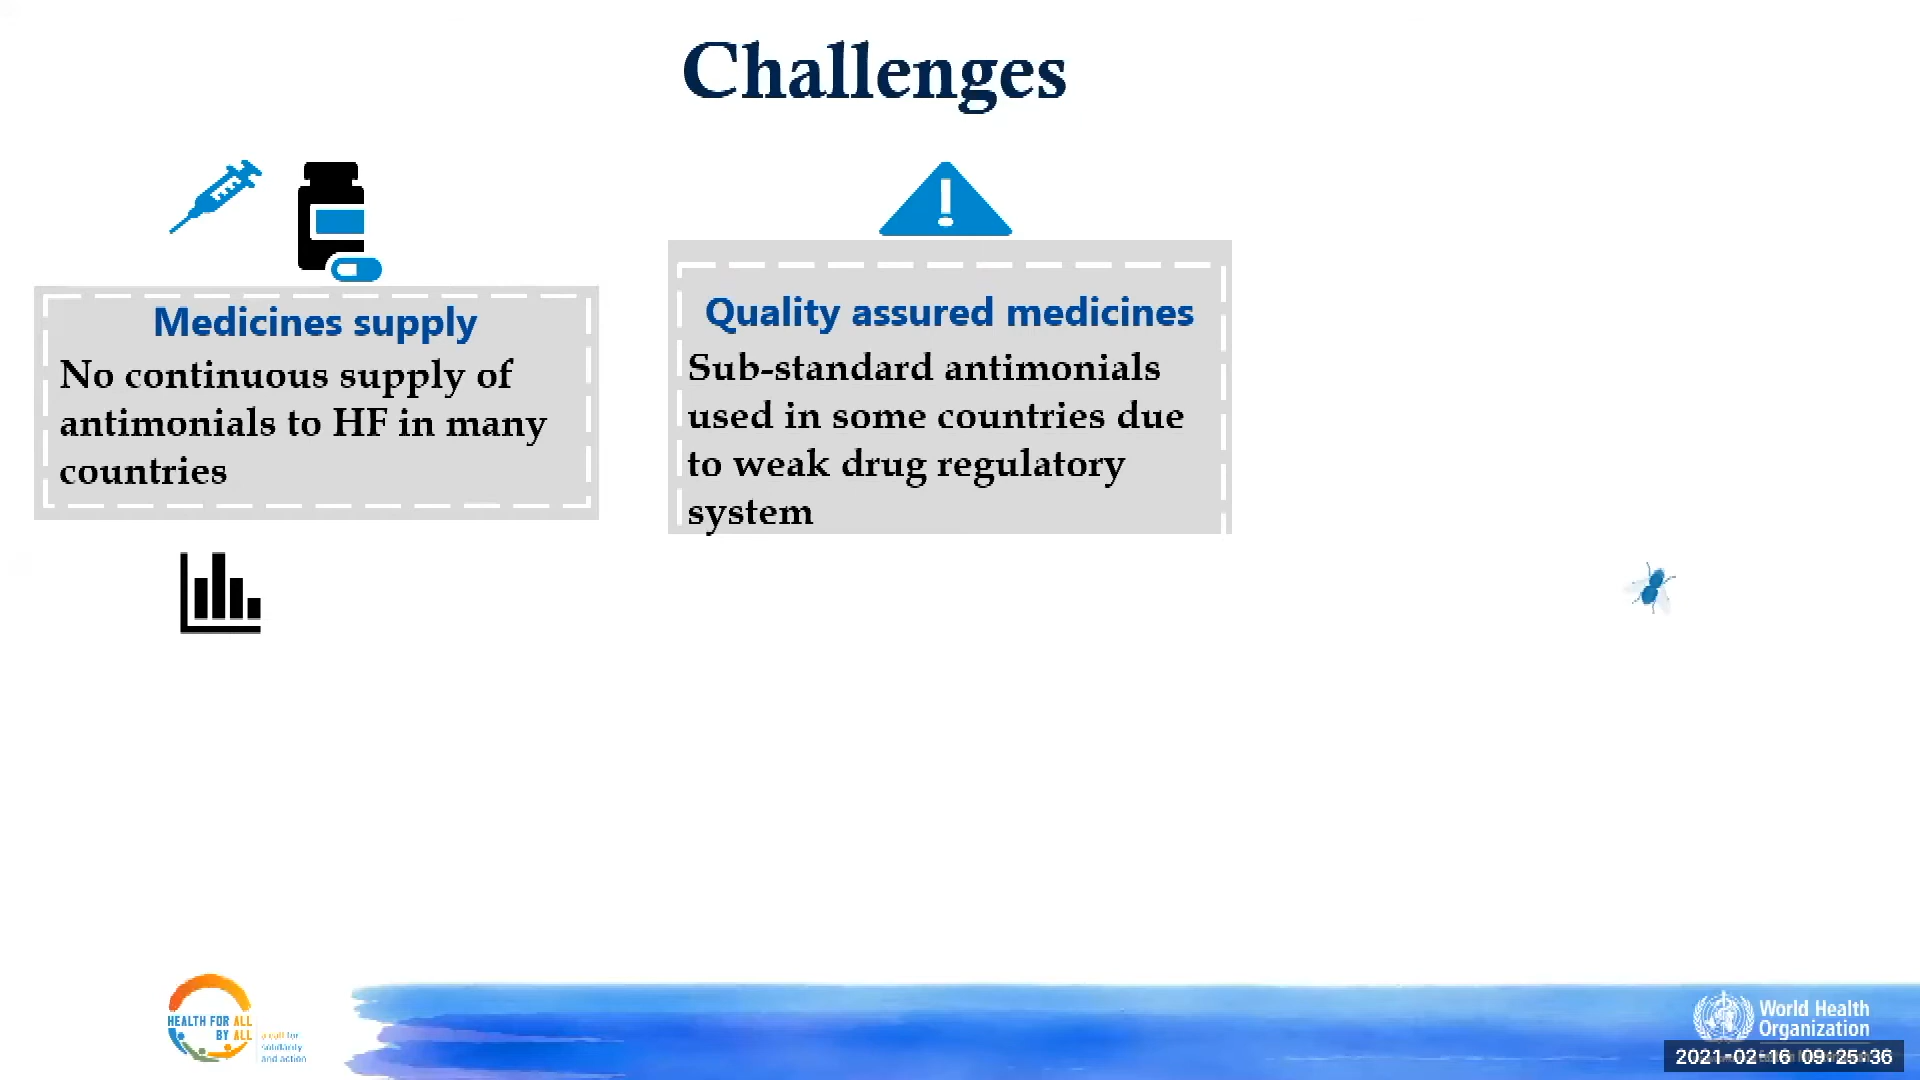 Challenges
Medicines supply
No continuous supply of
antimonials to HF in many
countries
Quality assured medicines
Sub-standard antimonials
used in some countries due
to weak drug regulatory
system
HEALTH FOR ALL
BY ALL
a call for
solidarity
and action
World Health
Organization
2021-02-16 09:25:36